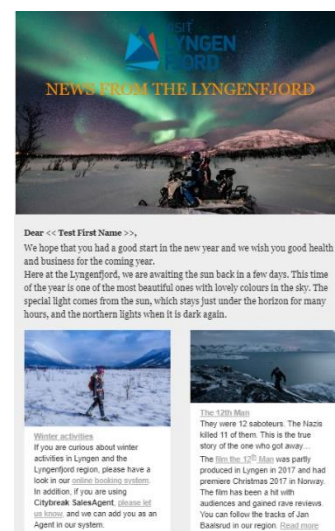 VISIT
LYNGEN
FJORD
NEWS FROM THE LYNGENFJORD
Dear << Test First Name >>,
We hope that you had a good start in the new year and we wish you good health
and business for the coming year.
Here at the Lyngenfjord, we are awaiting the sun back in a few days. This time
of the year is one of the most beautiful ones with lovely colours in the sky. The
special light comes from the sun, which stays just under the horizon for many
hours, and the northern lights when it is dark again.
Winter activities
If you are curious about winter
activities in Lyngen and the
Lyngenfjord region, please have a
look in our online booking system.
In addition, if you are using
Citybreak SalesAgent, please let
us know, and we can add you as an
Agent in our system.
The 12th Man
They were 12 saboteurs. The Nazis
killed 11 of them. This is the true
story of the one who got away…
The film the 12th Man was partly
produced in Lyngen in 2017 and had
premiere Christmas 2017 in Norway.
The film has been a hit with
audiences and gained rave reviews.
You can follow the tracks of Jan
Baalsrud in our region. Read more